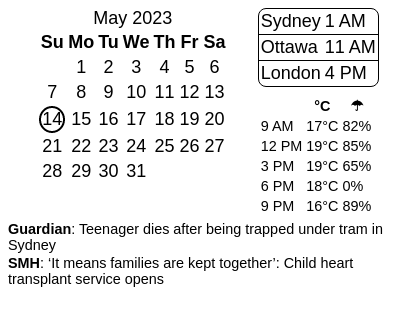 May 2023
Su Mo Tu We Th Fr Sa
1 2 3 4 5 6
7 8 9 10 11 12 13
14 15 16 17 18 19 20
21 22 23 24 25 26 27
28 29 30 31
Sydney 1 AM
Ottawa 11 AM
London 4 PM
°C ☂
9 AM 17°C 82%
12 PM 19°C 85%
3 PM 19°C 65%
6 PM 18°C 0%
9 PM 16°C 89%
Guardian: Teenager dies after being trapped under tram in
Sydney
SMH: ‘It means families are kept together’: Child heart
transplant service opens